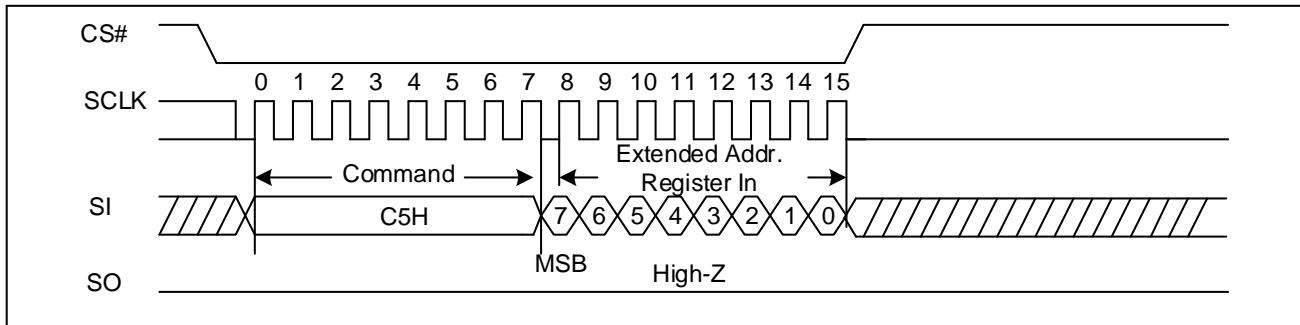 CS#
0 1 2 3 4 5 6 7 8 9 10 11 12 13 14 15
SCLK
Command
Extended Addr.
Register In
SI
C5H
7 6 5 4 3 2 1 0
MSB
High-Z
SO